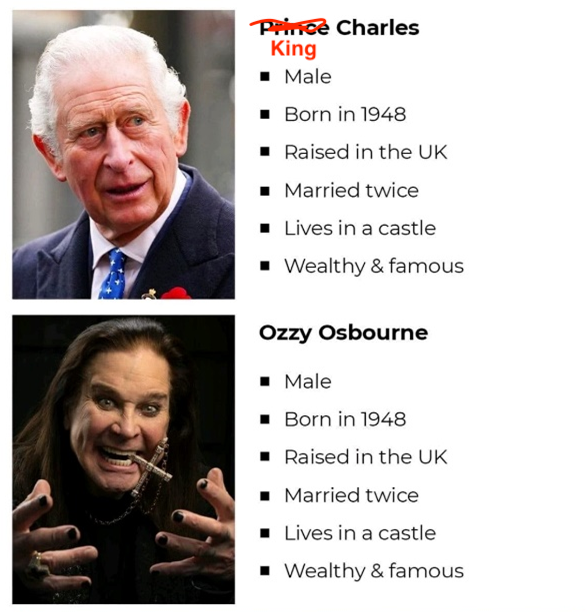 Prince Charles
King
▪ Male
▪ Born in 1948
▪ Raised in the UK
▪ Married twice
▪ Lives in a castle
▪ Wealthy & famous
Ozzy Osbourne
▪ Male
▪ Born in 1948
▪ Raised in the UK
▪ Married twice
▪ Lives in a castle
▪ Wealthy & famous